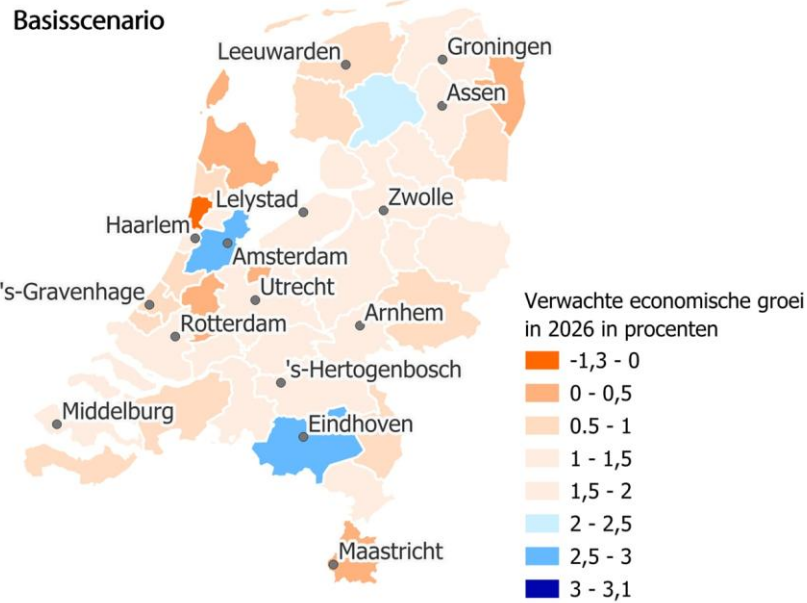 Basisscenario
Leeuwarden
Groningen
Assen
Lelystad
Zwolle
Haarlem
Amsterdam
's-Gravenhage
Utrecht
Arnhem
Rotterdam
's-Hertogenbosch
Middelburg
Eindhoven
Maastricht
Verwachte economische groei
in 2026 in procenten
-1,3 - 0
0 - 0,5
0.5 - 1
1 - 1,5
1,5 - 2
2 - 2,5
2,5 - 3
3 - 3,1